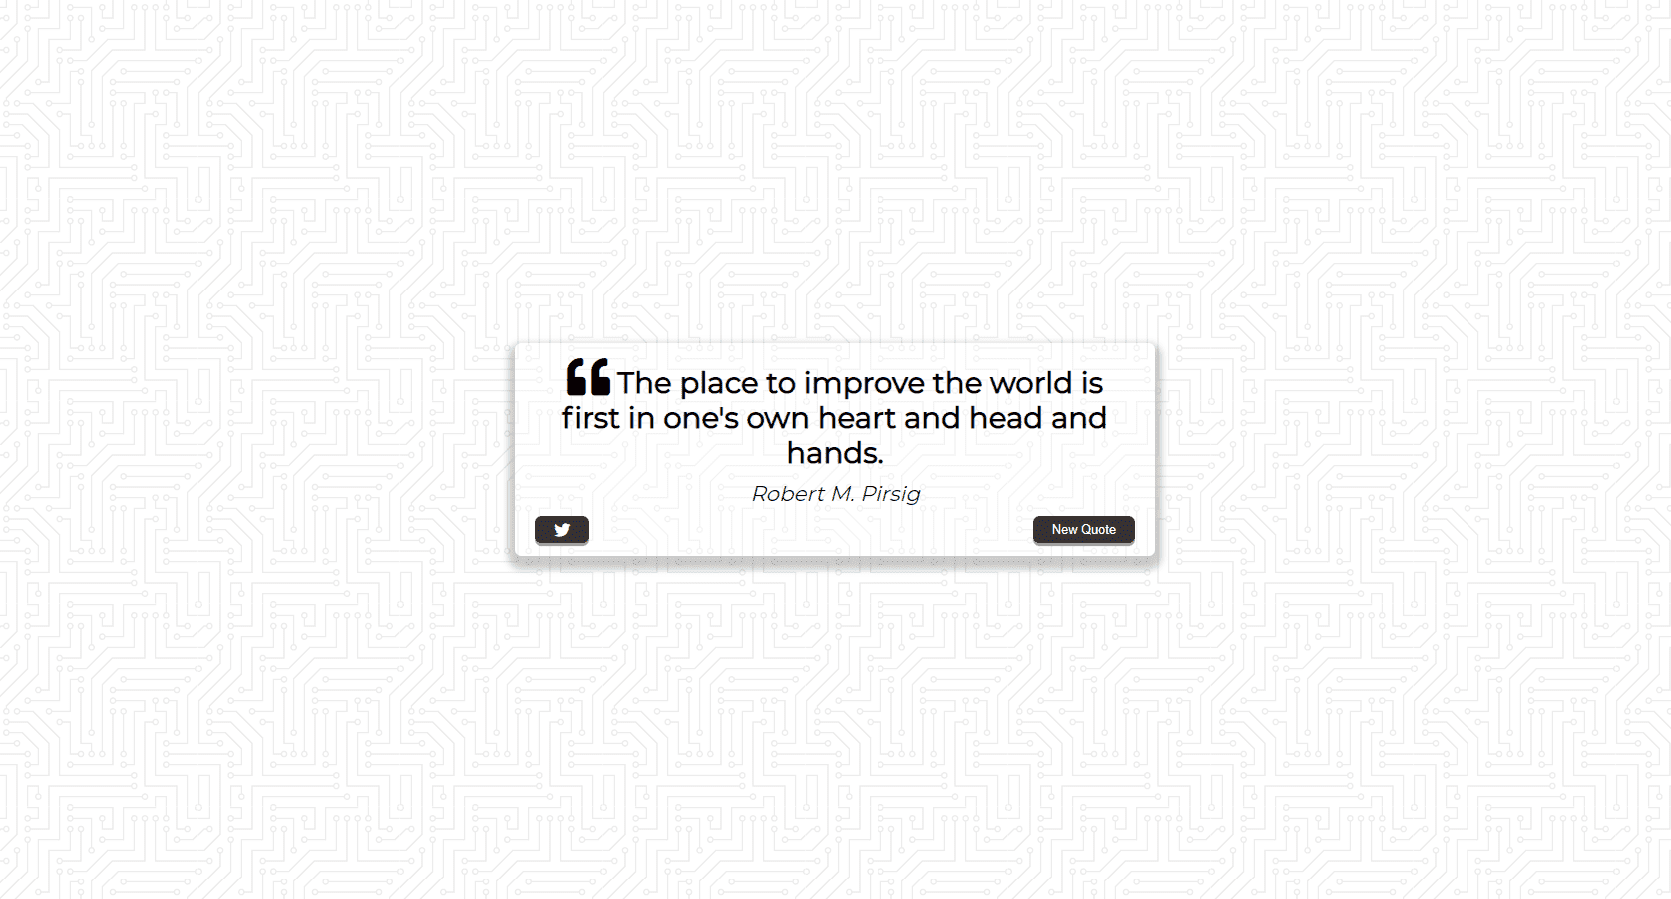 The place to improve the world is
first in one's own heart and head and
hands.
Robert M. Pirsig
New Quote